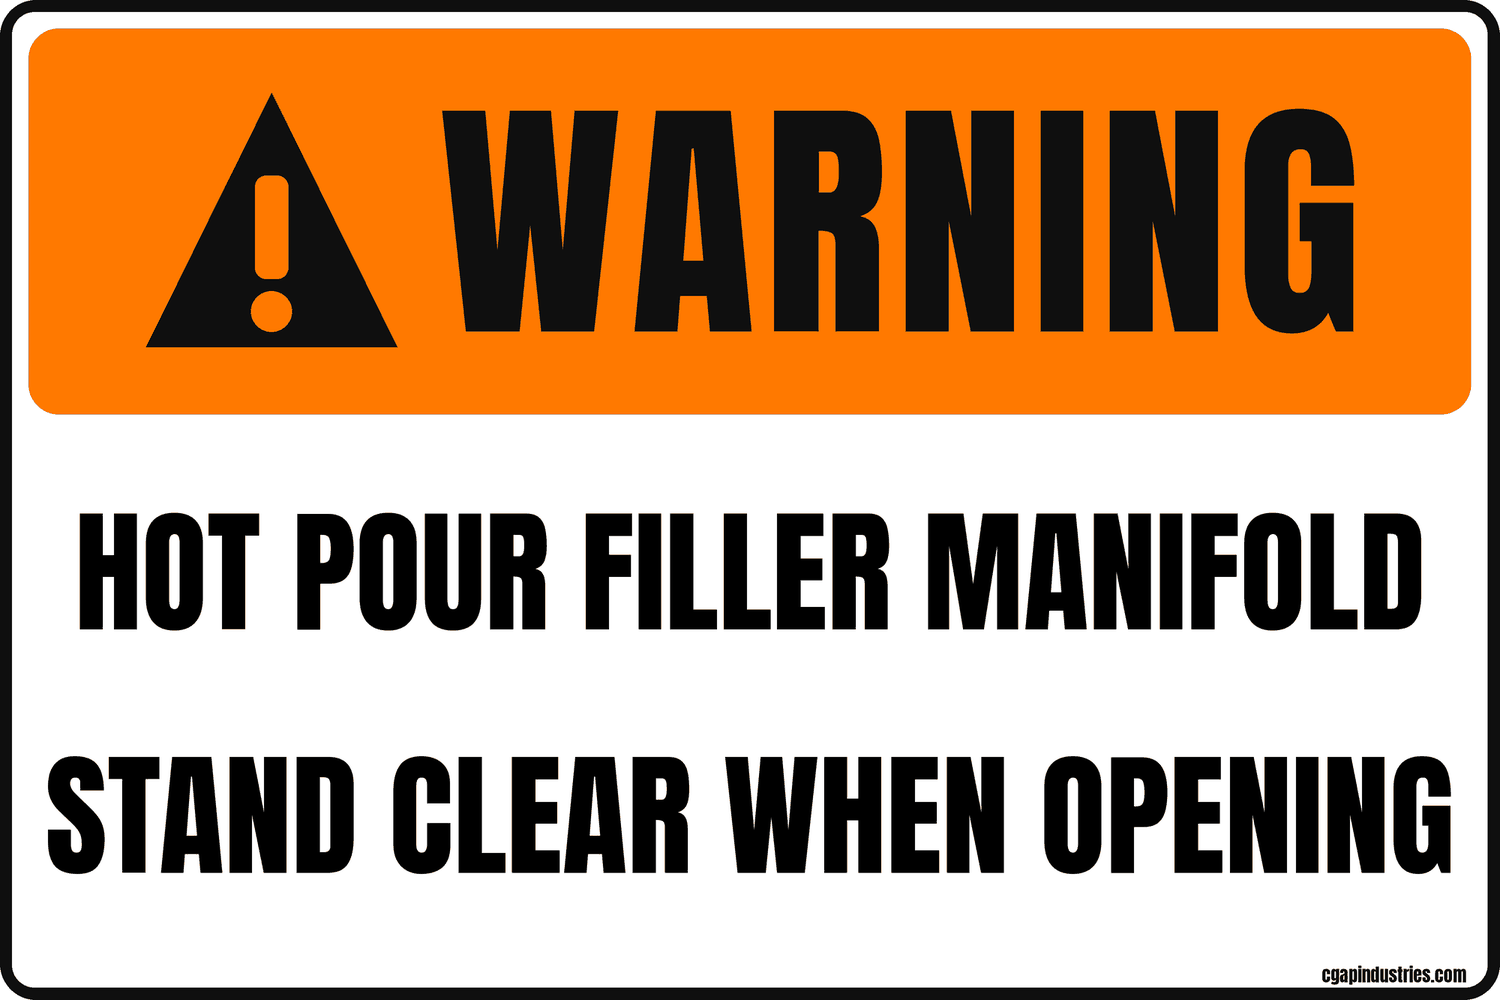 WARNING
HOT POUR FILLER MANIFOLD
STAND CLEAR WHEN OPENING
cgapindustries.com